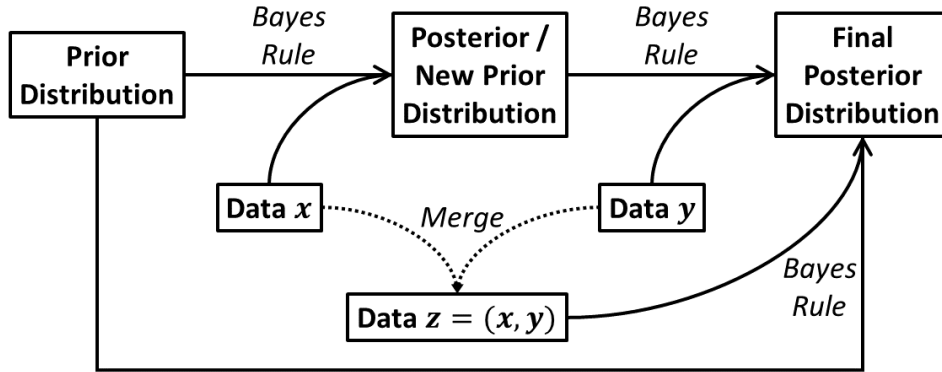 Bayes
Rule
Bayes
Rule
Prior
Distribution
Posterior /
New Prior
Distribution
Final
Posterior
Distribution
Data x
Merge
Data y
Data z = (x, y)
Bayes
Rule